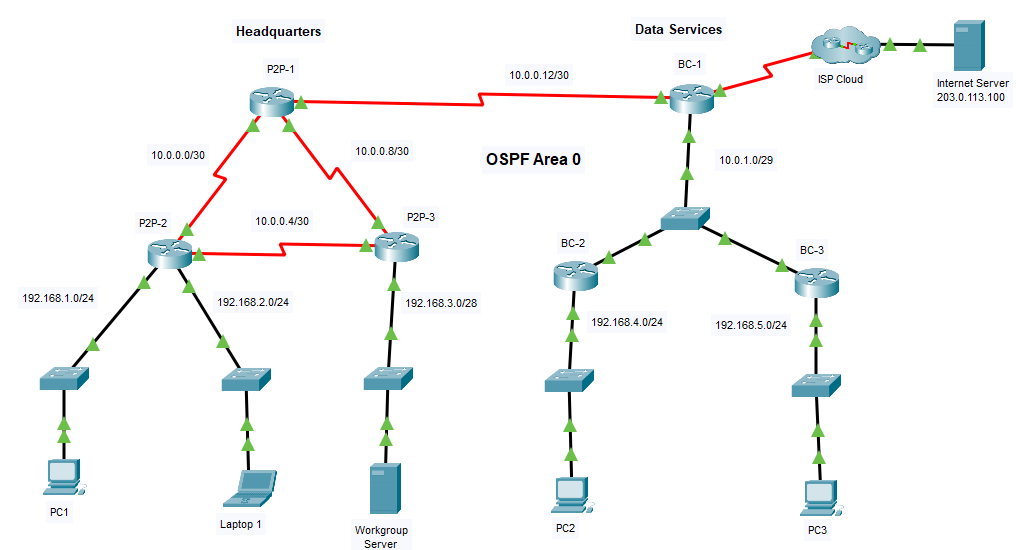 Headquarters
Data Services
P2P-1
BC-1
ISP Cloud
Internet Server
203.0.113.100
10.0.0.12/30
10.0.0.0/30
10.0.0.8/30
OSPF Area 0
10.0.1.0/29
P2P-2
10.0.0.4/30
P2P-3
BC-2
BC-3
192.168.1.0/24
192.168.2.0/24
192.168.3.0/28
192.168.4.0/24
192.168.5.0/24
PC1
Laptop 1
Workgroup
Server
PC2
PC3